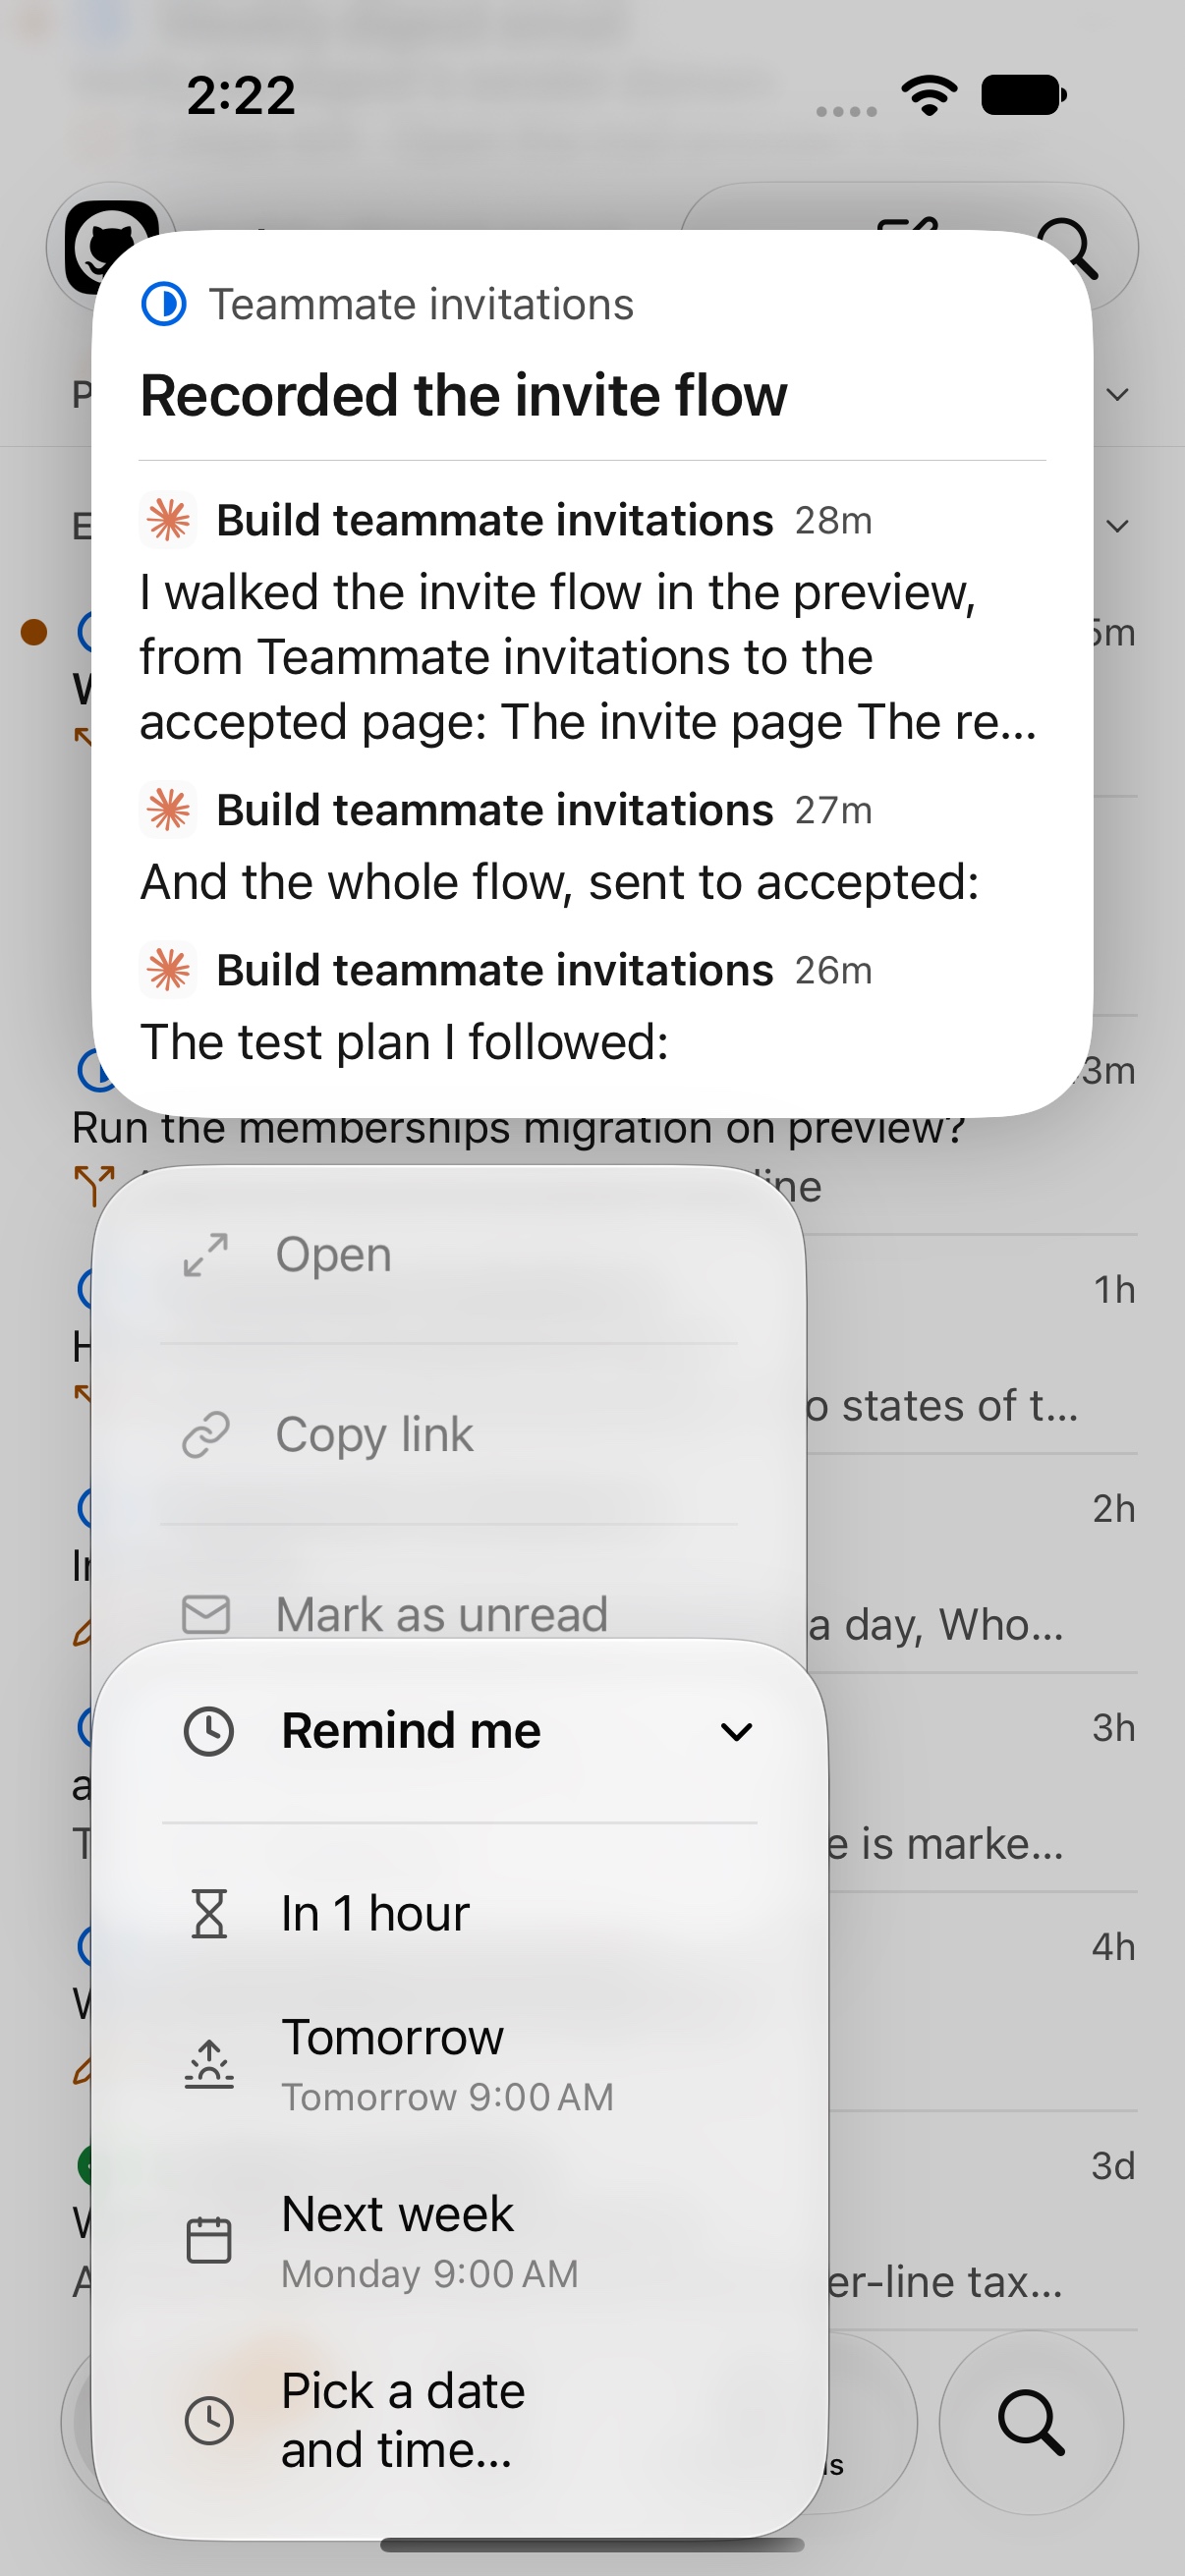 2:22
Teammate invitations
Recorded the invite flow
Build teammate invitations 28m
I walked the invite flow in the preview,
from Teammate invitations to the
accepted page: The invite page The re...
5m
Build teammate invitations 27m
And the whole flow, sent to accepted:
Build teammate invitations 26m
The test plan I followed:
3m
Run the memberships migration on preview?
line
Open
1h
Copy link
o states of t...
2h
Mark as unread
a day, Who...
Remind me
3h
e is marke...
In 1 hour
4h
Tomorrow
Tomorrow 9:00 AM
3d
Next week
Monday 9:00 AM
er-line tax...
Pick a date
and time...